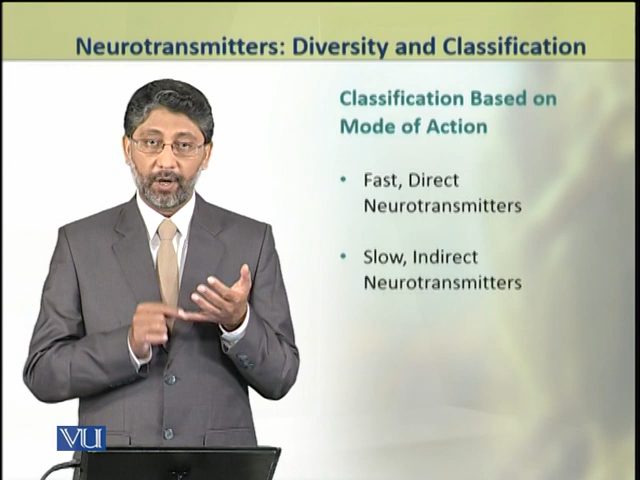 Neurotransmitters: Diversity and Classification
Classification Based on
Mode of Action
• Fast, Direct
Neurotransmitters
• Slow, Indirect
Neurotransmitters
VU